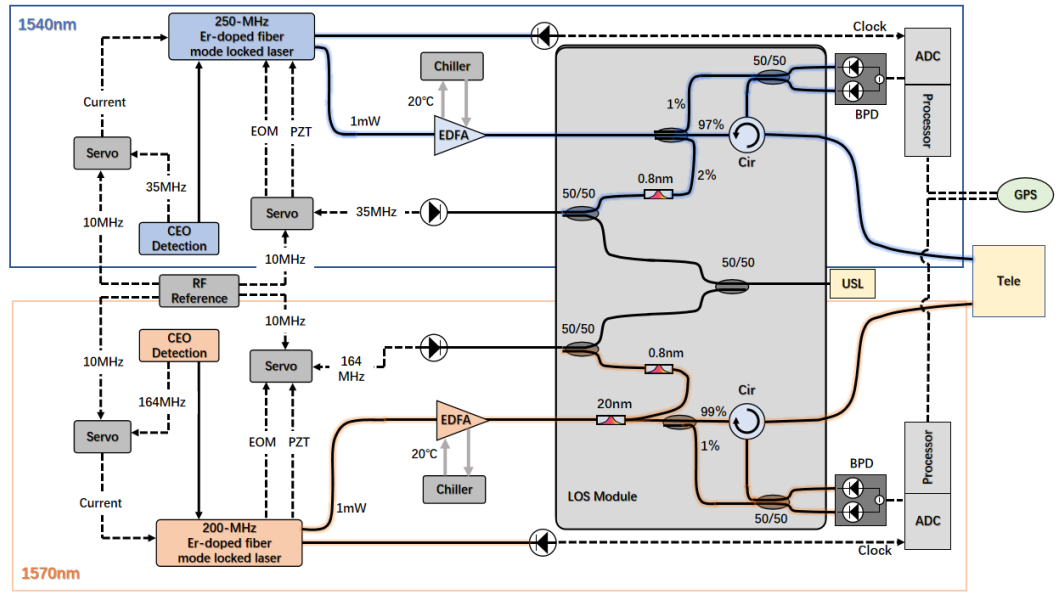 1540nm
250-MHz
Er-doped fiber
mode locked laser
Clock
ADC
Processor
50/50
BPD
Chiller
20℃
Current
EOM
PZT
1mW
EDFA
1%
97%
Cir
2%
Servo
35MHz
0.8nm
50/50
GPS
10MHz
CEO
Detection
Servo
35MHz
10MHz
50/50
USL
Tele
RF
Reference
10MHz
50/50
10MHz
CEO
Detection
Servo
164
MHz
0.8nm
164MHz
20nm
Cir
99%
1%
Servo
EOM
PZT
EDFA
20℃
Chiller
Current
1mW
LOS Module
BPD
50/50
Processor
ADC
Clock
200-MHz
Er-doped fiber
mode locked laser
1570nm